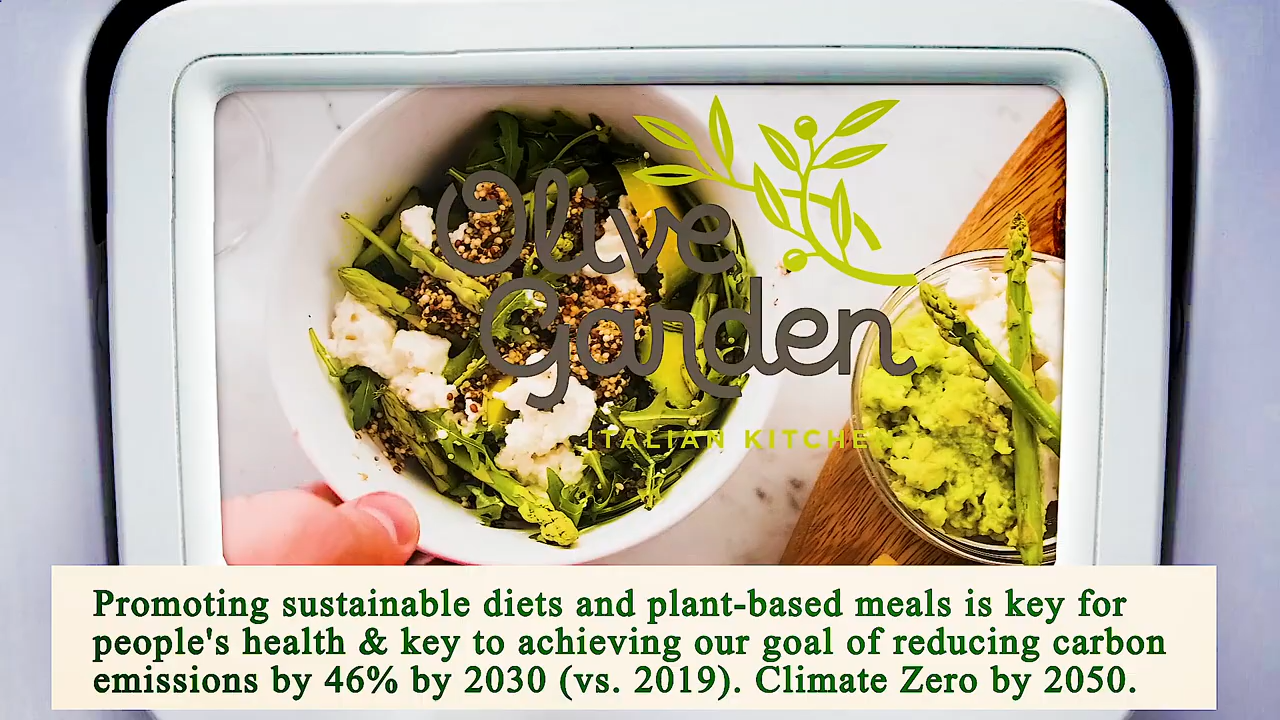 Olive
Garden
ITALIAN KITCHEN
Promoting sustainable diets and plant-based meals is key for
people's health & key to achieving our goal of reducing carbon
emissions by 46% by 2030 (vs. 2019). Climate Zero by 2050.